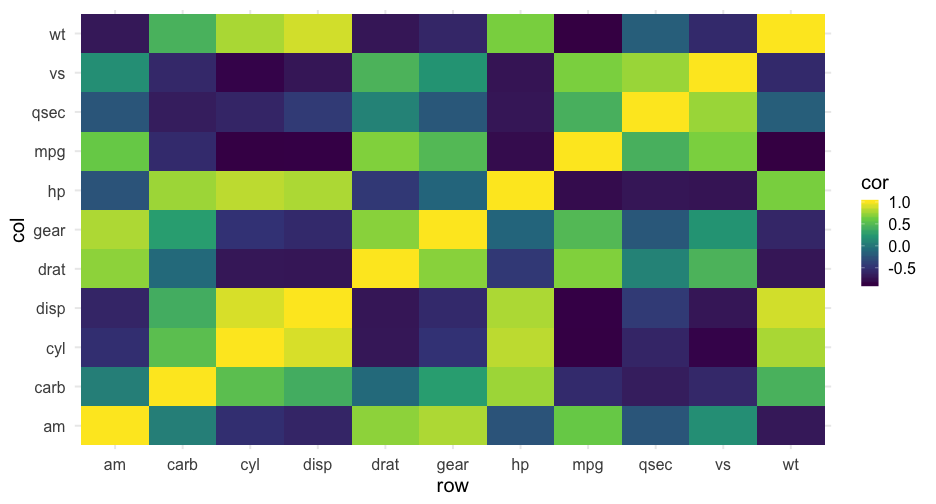 wt
vs
qsec
mpg
hp
gear
drat
disp
cyl
carb
am
col
am carb cyl disp drat gear hp mpg qsec vs wt
row
cor
1.0
0.5
0.0
-0.5